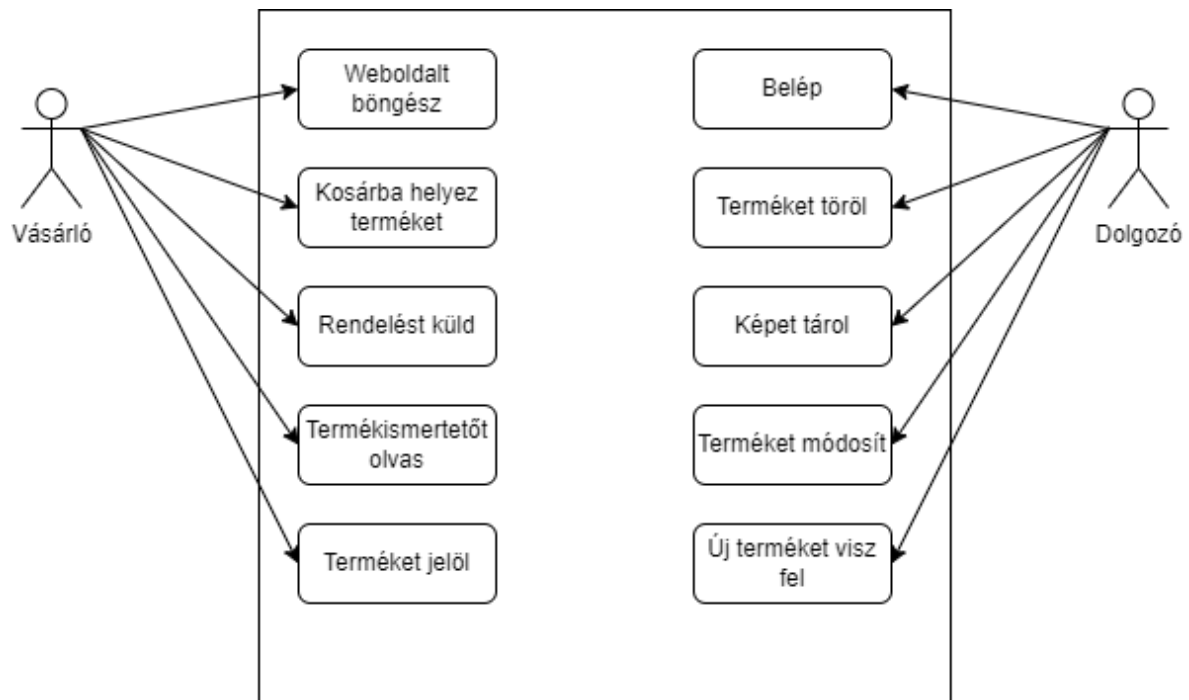 Vásárló
Weboldalt
böngész
Kosárba helyez
terméket
Rendelést küld
Termékismertetőt
olvas
Terméket jelöl
Belép
Terméket töröl
Képet tárol
Terméket módosít
Új terméket visz
fel
Dolgozó